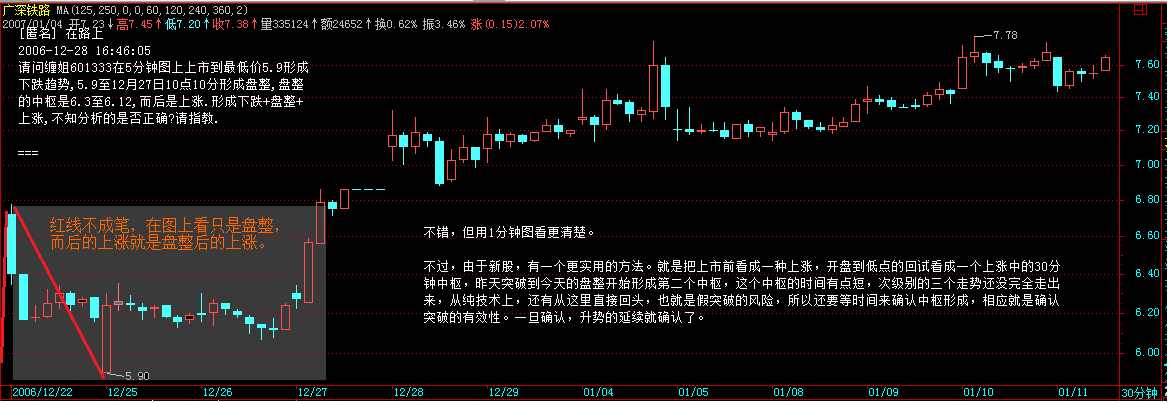 广深铁路 MA(125,250,0,0,60,120,240,360,2)
2007/01/04 开7.23↓高7.45↑低7.20↑收7.38↑量335124↑额24652↑换0.62% 振3.46% 涨(0.15)2.07%
[匿名] 在路上
2006-12-28 16:46:05
请问缠姐601333在5分钟图上上市到最低价5.9形成
下跌趋势,5.9至12月27日10点10分形成盘整,盘整
的中枢是6.3至6.12,而后是上涨.形成下跌+盘整+
上涨,不知分析的是否正确?请指教.
===
红线不成笔，在图上看只是盘整，
而后的上涨就是盘整后的上涨。
不错，但用1分钟图看更清楚。
不过，由于新股，有一个更实用的方法。就是把上市前看成一种上涨，开盘到低点的回试看成一个上涨中的30分
钟中枢，昨天突破到今天的盘整开始形成第二个中枢，这个中枢的时间有点短，次级别的三个走势还没完全走出
来，从纯技术上，还有从这里直接回头，也就是假突破的风险，所以还要等时间来确认中枢形成，相应就是确认
突破的有效性。一旦确认，升势的延续就确认了。
7.78
5.90
7.60
7.40
7.20
7.00
6.80
6.60
6.40
6.20
6.00
2006/12/22 12/25 12/26 12/27 12/28 12/29 01/04 01/05 01/08 01/09 01/10 01/11 30分钟